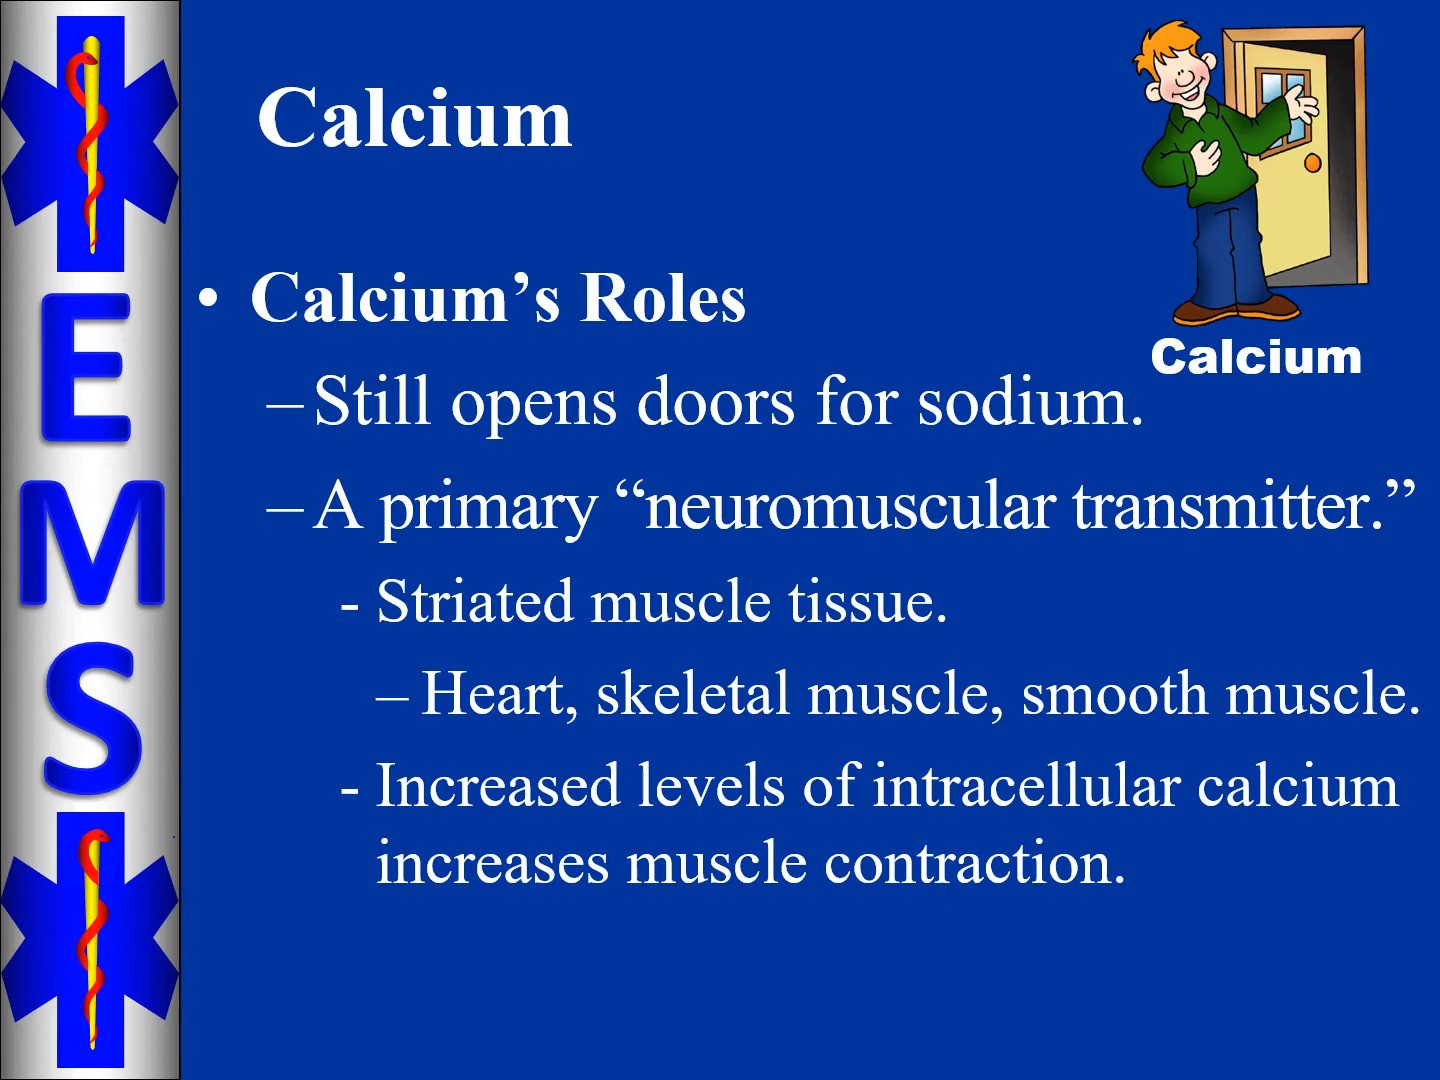 Calcium
Calcium
• Calcium’s Roles
– Still opens doors for sodium.
– A primary “neuromuscular transmitter.”
- Striated muscle tissue.
– Heart, skeletal muscle, smooth muscle.
- Increased levels of intracellular calcium
increases muscle contraction.
E
M
S